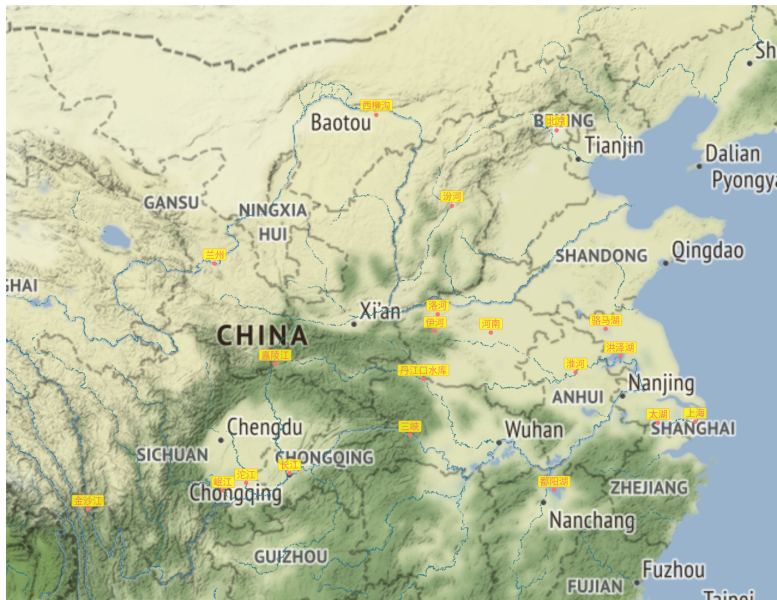 Sh
西柳沟
Baotou
BEIJING
Tianjin
Dalian
Pyongya
GANSU
NINGXIA
HUI
汾河
兰州
SHANDONG
Qingdao
GHAI
Xi'an
洛河
伊河
河南
骆马湖
CHINA
嘉陵江
洪泽湖
丹江口水库
淮河
ANHUI
Nanjing
太湖
上海
SHANGHAI
Chengdu
三峡
Wuhan
SICHUAN
CHONGQING
长江
沱江
岷江
Chongqing
鄱阳湖
ZHEJIANG
金沙江
Nanchang
GUIZHOU
Fuzhou
FUJIAN
Taipei